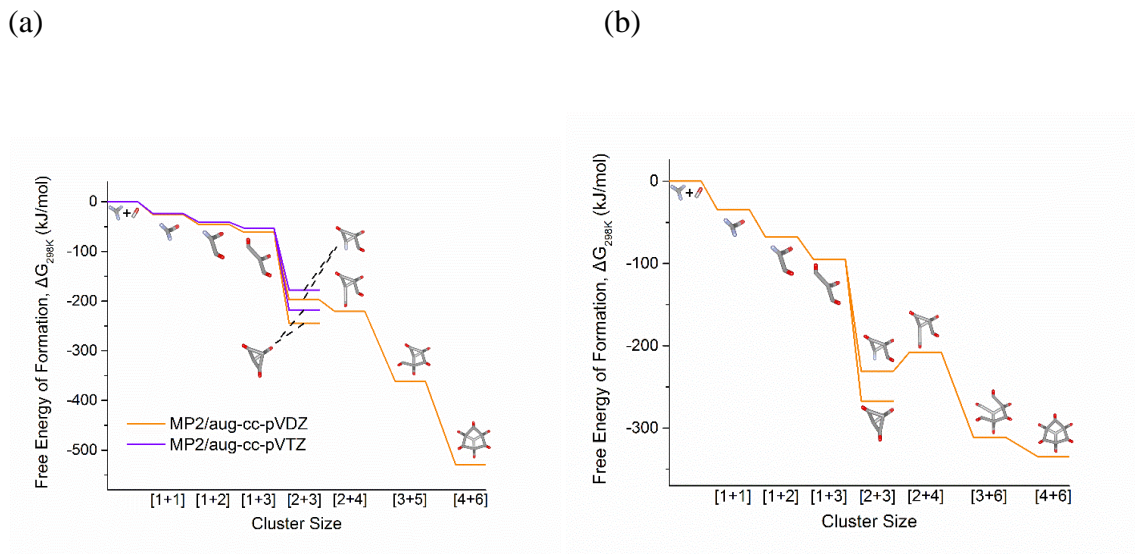 (a)
(b)
Free Energy of Formation, ΔG298K (kJ/mol)
0
-100
-200
-300
-400
-500
+
MP2/aug-cc-pVDZ
MP2/aug-cc-pVTZ
[1+1] [1+2] [1+3] [2+3] [2+4] [3+5] [4+6]
Cluster Size
Free Energy of Formation, ΔG298K (kJ/mol)
0
-100
-200
-300
+
[1+1] [1+2] [1+3] [2+3] [2+4] [3+6] [4+6]
Cluster Size